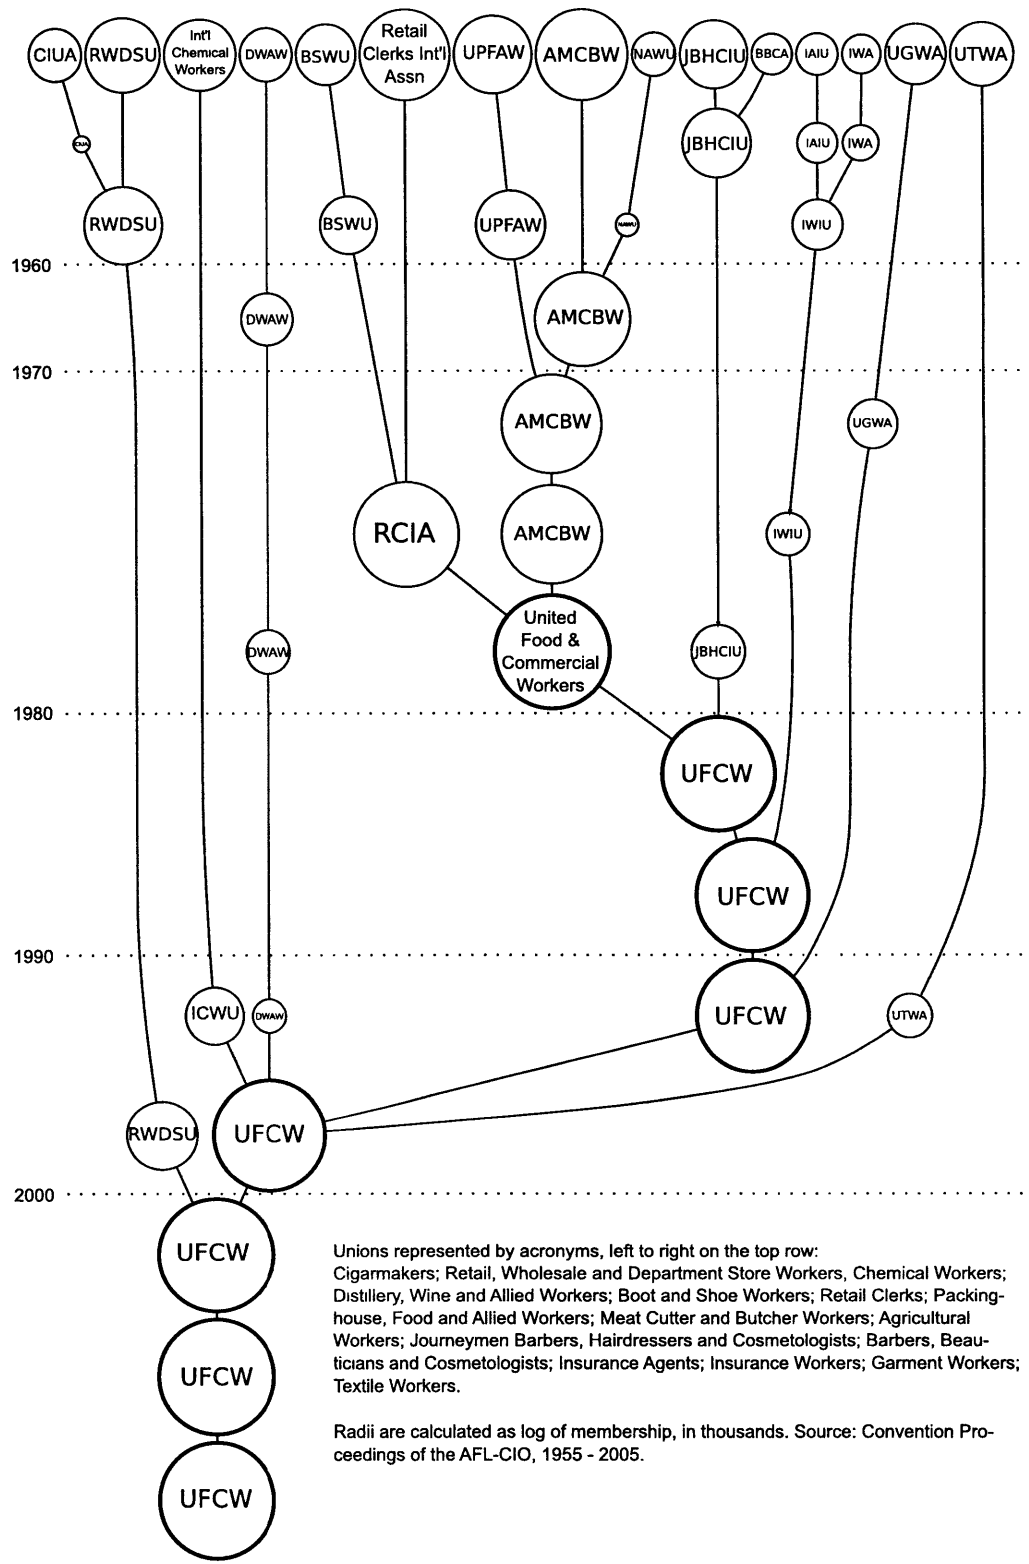 CIUA
RWDSU
Int'l
Chemical
Workers
DWAW
BSWU
Retail
Clerks Int'l
Assn
UPFAW
AMCBW
NAWU
JBHCIU
BBCA
IAIU
IWA
UGWA
UTWA
CIUA
JBHCIU
IAIU
IWA
RWDSU
BSWU
UPFAW
NAWU
IWIU
1960
DWAW
AMCBW
1970
AMCBW
UGWA
RCIA
AMCBW
IWIU
United
Food &
Commercial
Workers
DWAW
JBHCIU
1980
UFCW
UFCW
1990
ICWU
DWAW
UFCW
UTWA
RWDSU
UFCW
2000
UFCW
Unions represented by acronyms, left to right on the top row:
Cigarmakers; Retail, Wholesale and Department Store Workers, Chemical Workers;
Distillery, Wine and Allied Workers; Boot and Shoe Workers; Retail Clerks; Packing-
house, Food and Allied Workers; Meat Cutter and Butcher Workers; Agricultural
Workers; Journeymen Barbers, Hairdressers and Cosmetologists; Barbers, Beau-
ticians and Cosmetologists; Insurance Agents; Insurance Workers; Garment Workers;
Textile Workers.
UFCW
Radii are calculated as log of membership, in thousands. Source: Convention Pro-
ceedings of the AFL-CIO, 1955 - 2005.
UFCW